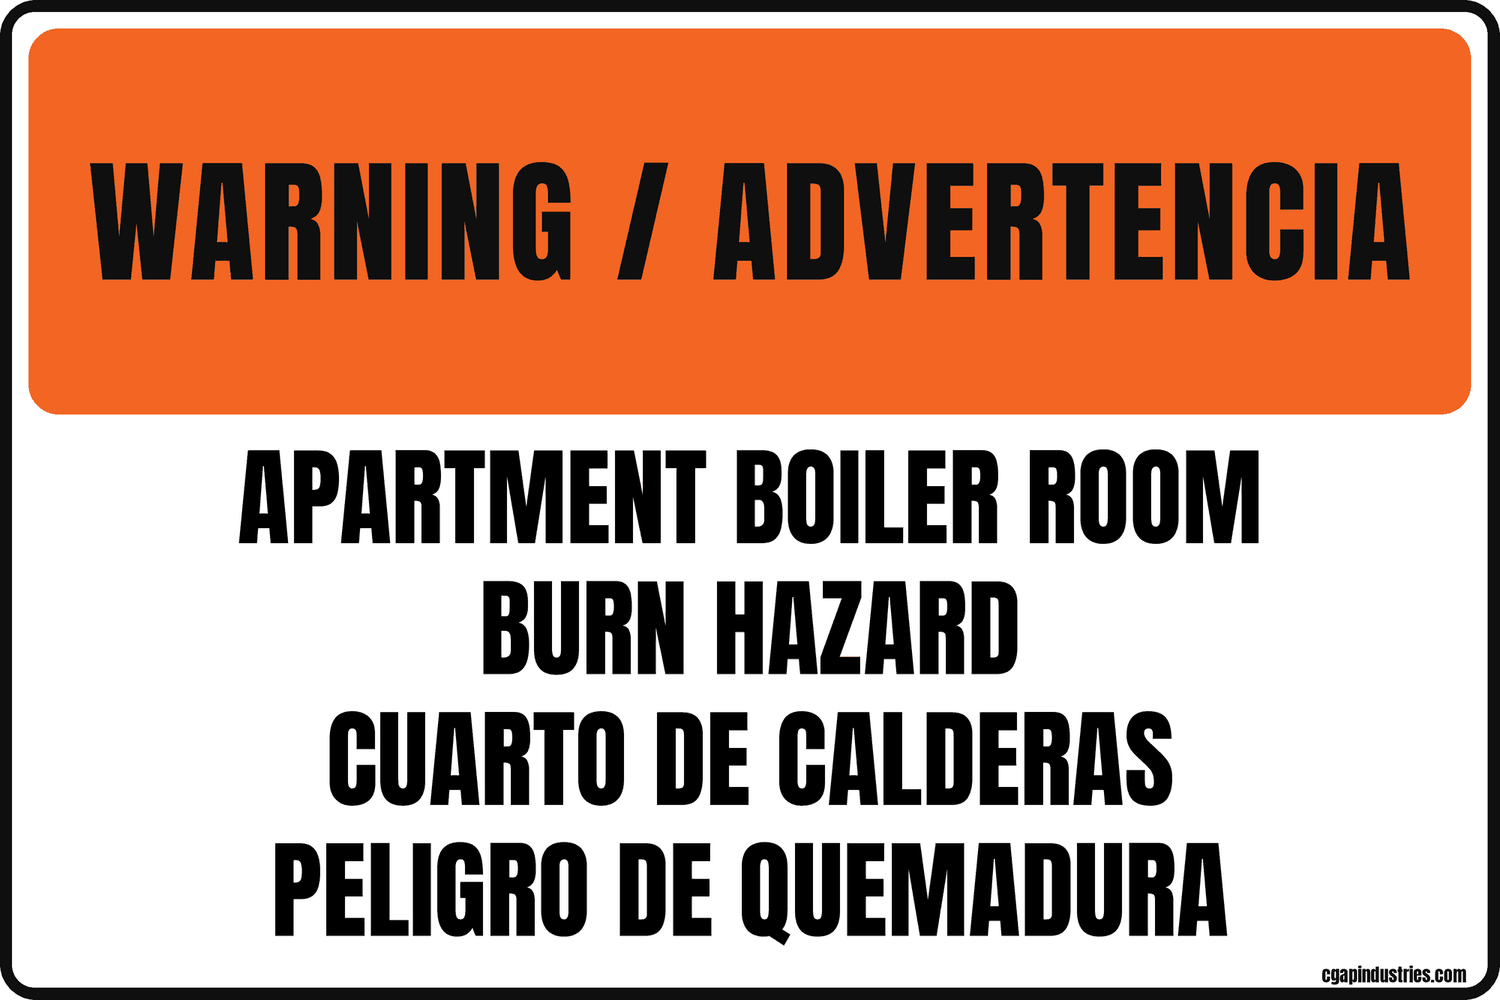 WARNING / ADVERTENCIA
APARTMENT BOILER ROOM
BURN HAZARD
CUARTO DE CALDERAS
PELIGRO DE QUEMADURA
cgapindustries.com